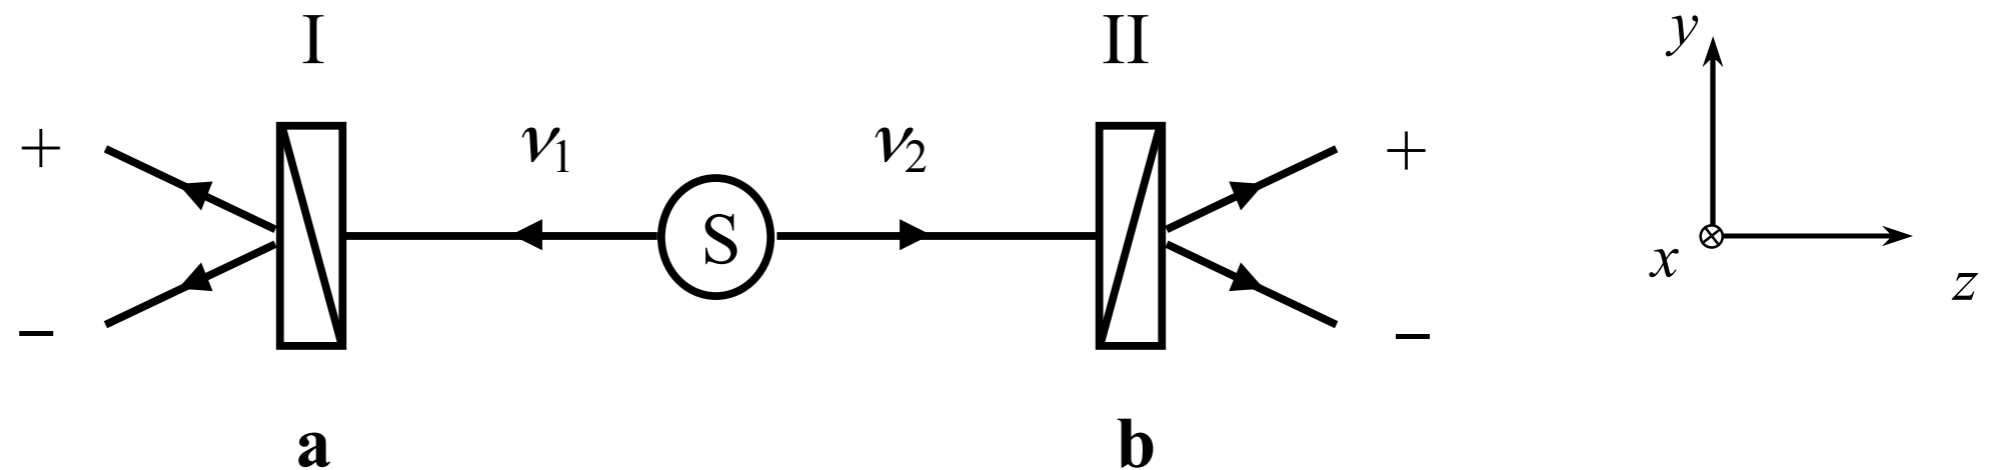 I II
y
+ ν₁ ν₂ +
S
x z
– –
a b